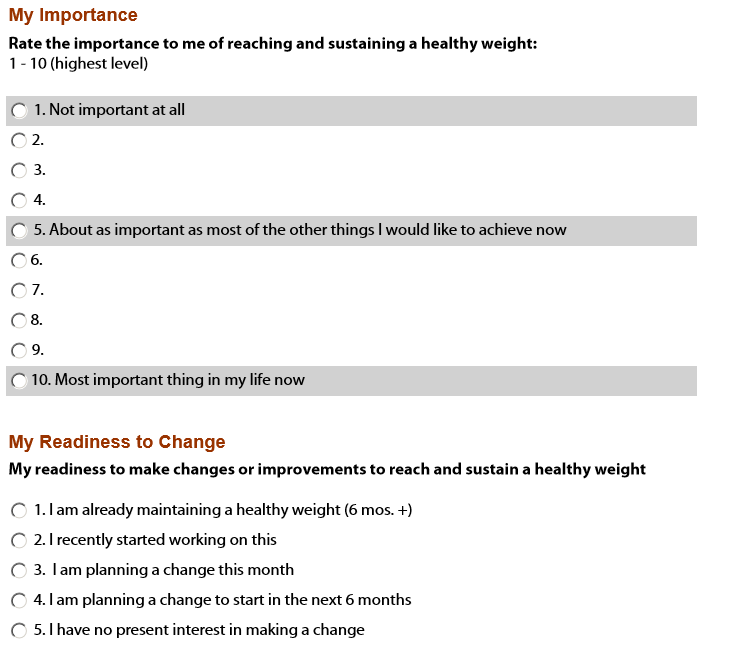 My Importance
Rate the importance to me of reaching and sustaining a healthy weight:
1 - 10 (highest level)
1. Not important at all
2.
3.
4.
5. About as important as most of the other things I would like to achieve now
6.
7.
8.
9.
10. Most important thing in my life now
My Readiness to Change
My readiness to make changes or improvements to reach and sustain a healthy weight
1. I am already maintaining a healthy weight (6 mos. +)
2. I recently started working on this
3. I am planning a change this month
4. I am planning a change to start in the next 6 months
5. I have no present interest in making a change